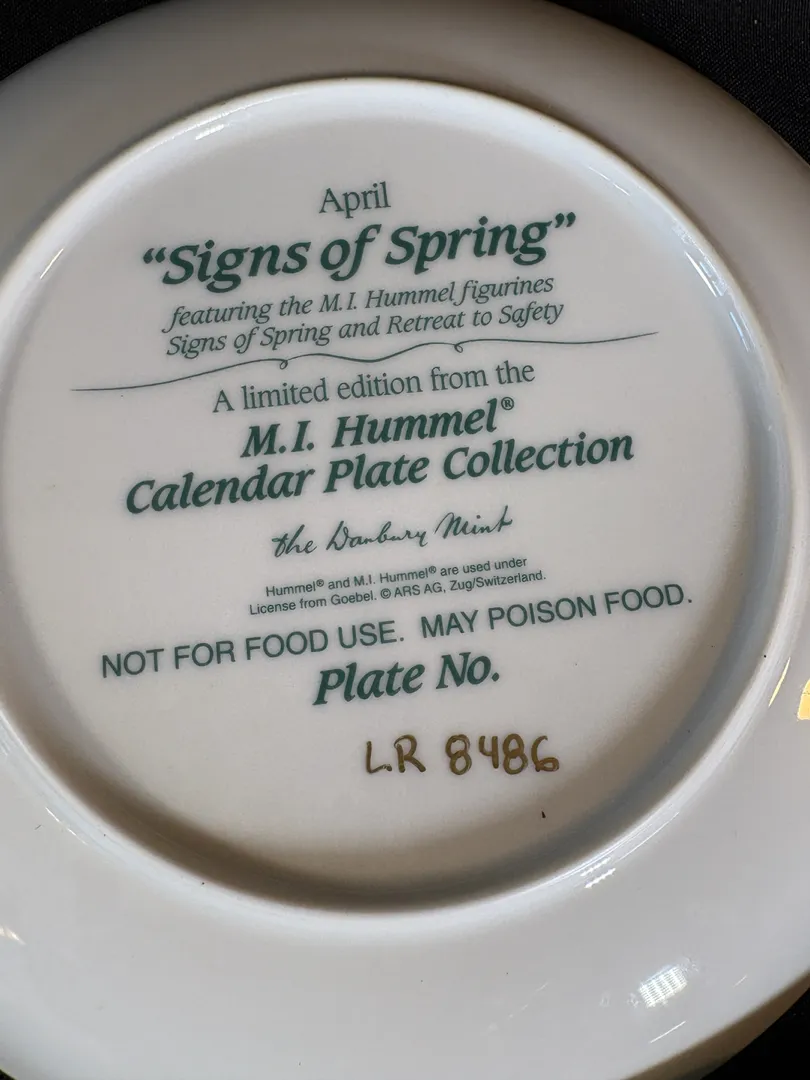 April
“Signs of Spring”
featuring the M.I. Hummel figurines
Signs of Spring and Retreat to Safety
A limited edition from the
M.I. Hummel®
Calendar Plate Collection
the Danbury Mint
Hummel® and M.I. Hummel® are used under
License from Goebel. © ARS AG, Zug/Switzerland.
NOT FOR FOOD USE. MAY POISON FOOD.
Plate No.
LR 8486